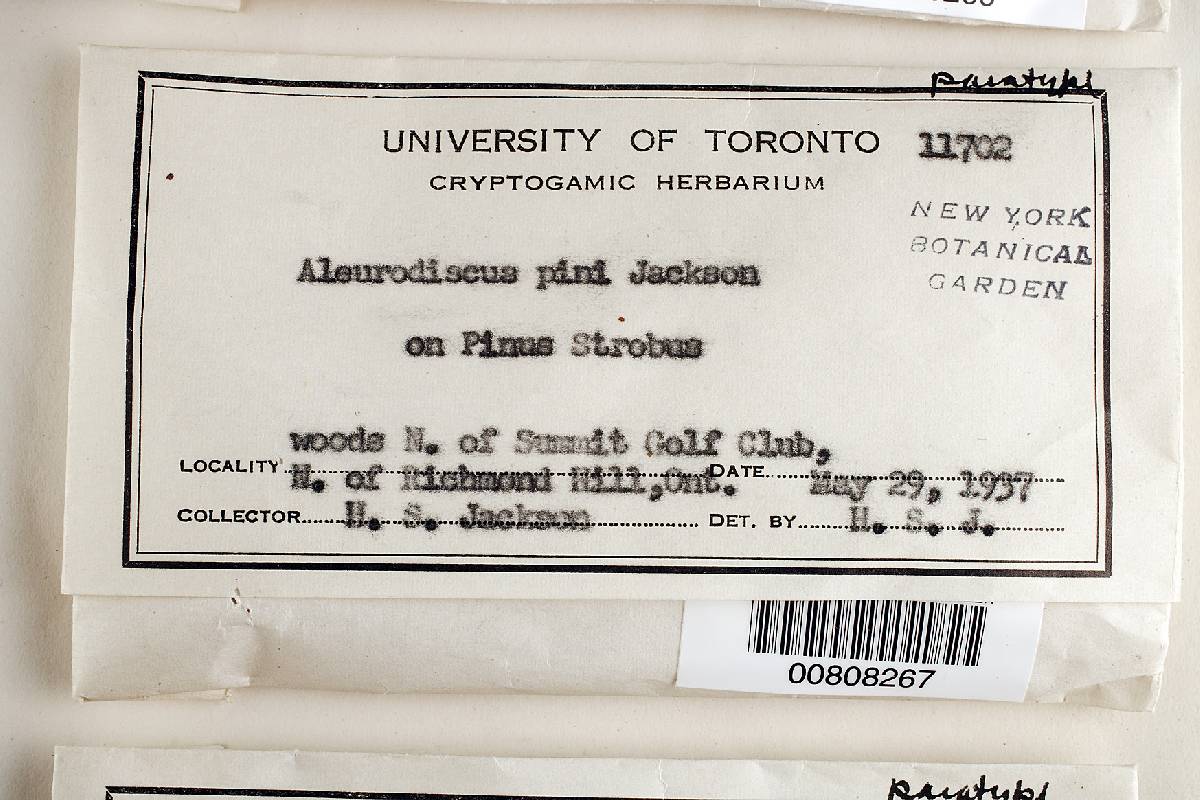 paratype
UNIVERSITY OF TORONTO 11702
CRYPTOGAMIC HERBARIUM
NEW YORK
BOTANICAL
GARDEN
Aleurodiscus pini Jackson
on Pinus Strobus
woods N. of Summit Golf Club,
LOCALITY N. of Richmond Hill, Ont. DATE May 29, 1937
COLLECTOR H. S. Jackson DET. BY H. S. J.
00808267
paratype